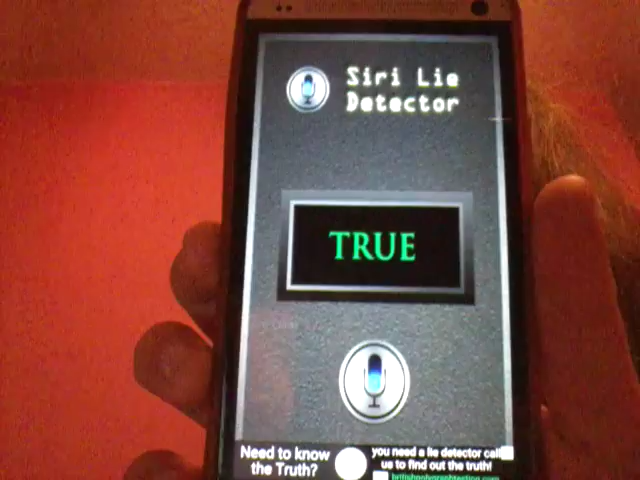 Siri Lie
Detector
TRUE
Need to know
the Truth?
you need a lie detector call
us to find out the truth!